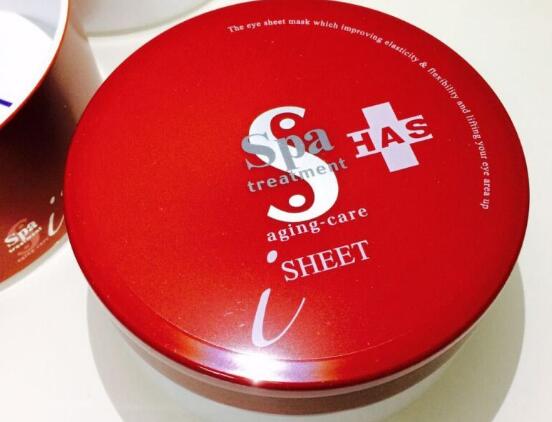 The eye sheet mask which improving elasticity & flexibility and lifting your eye area up
S
Spa
treatment
HAS
aging-care
i SHEET
Spa
i